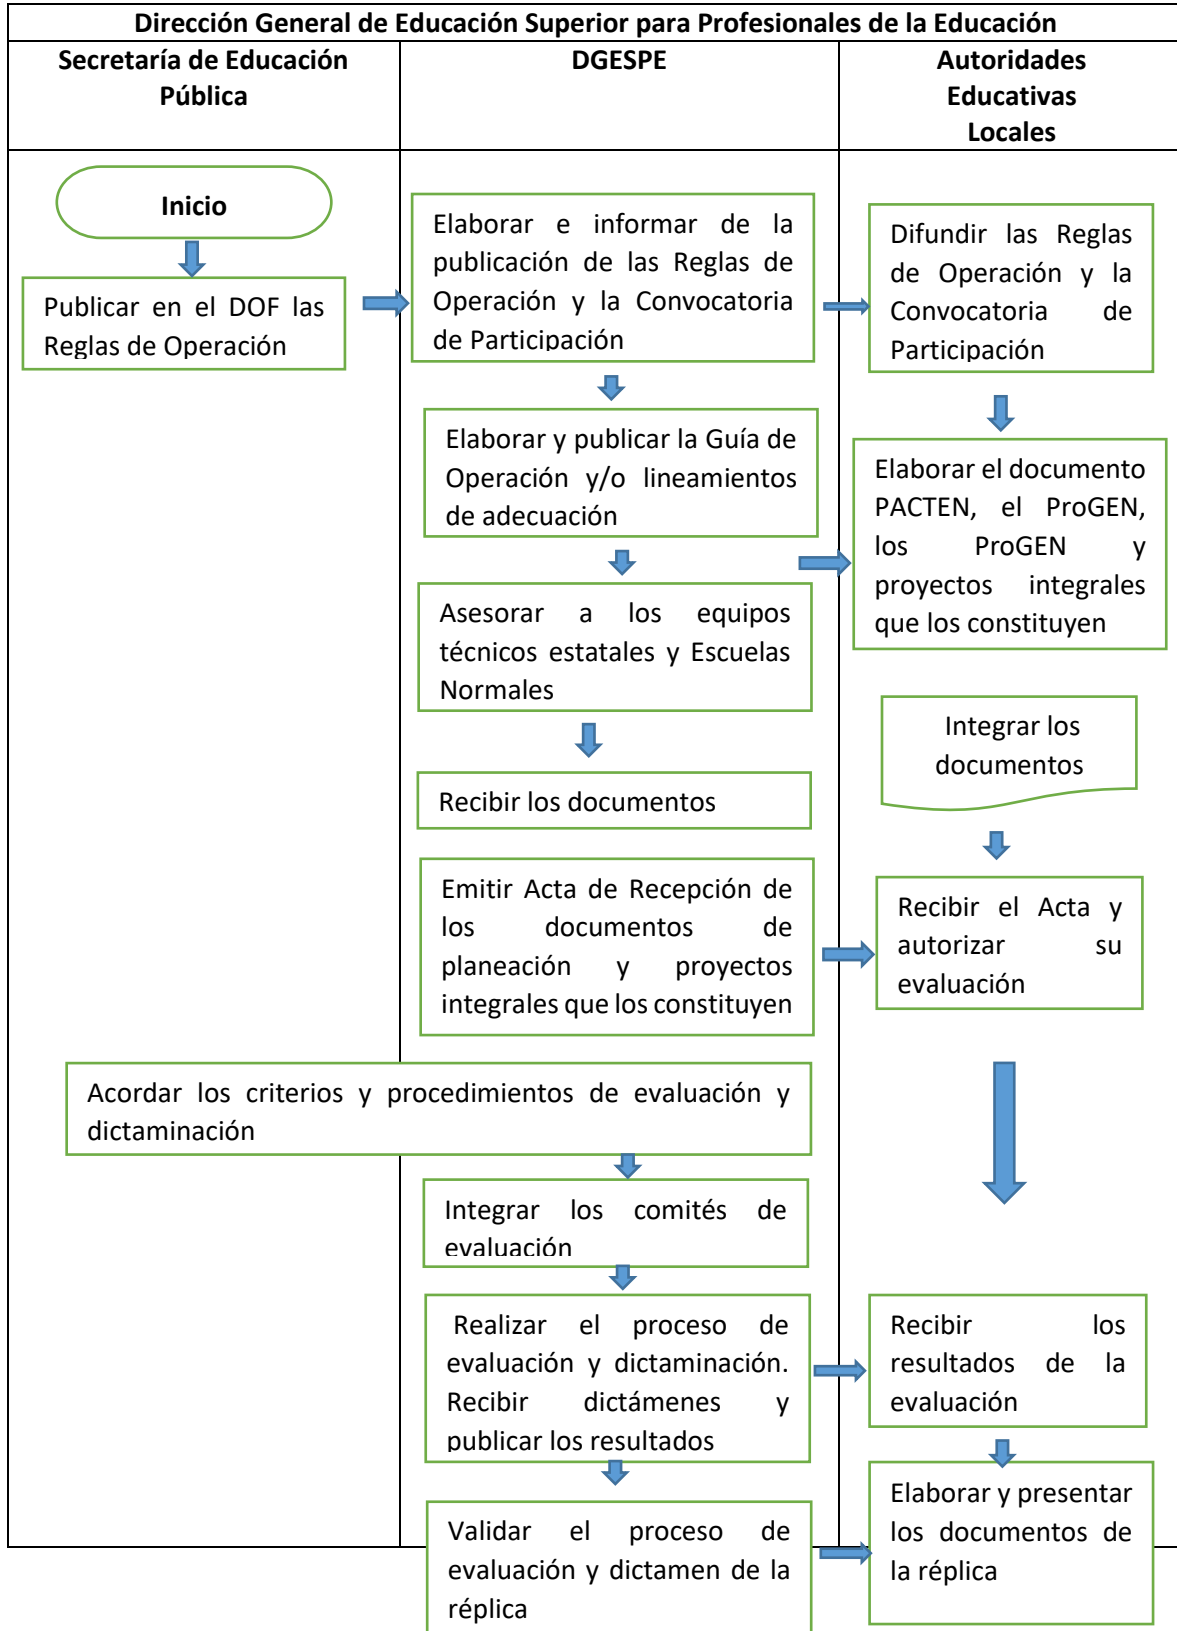 Dirección General de Educación Superior para Profesionales de la Educación
Secretaría de Educación
Pública
DGESPE
Autoridades
Educativas
Locales
Inicio
Publicar en el DOF las
Reglas de Operación
Elaborar e informar de la
publicación de las Reglas de
Operación y la Convocatoria
de Participación
Difundir las Reglas
de Operación y la
Convocatoria de
Participación
Elaborar y publicar la Guía de
Operación y/o lineamientos
de adecuación
Elaborar el documento
PACTEN, el ProGEN,
los ProGEN y
proyectos integrales
que los constituyen
Asesorar a los equipos
técnicos estatales y Escuelas
Normales
Integrar los
documentos
Recibir los documentos
Emitir Acta de Recepción de
los documentos de
planeación y proyectos
integrales que los constituyen
Recibir el Acta y
autorizar su
evaluación
Acordar los criterios y procedimientos de evaluación y
dictaminación
Integrar los comités de
evaluación
Realizar el proceso de
evaluación y dictaminación.
Recibir dictámenes y
publicar los resultados
Recibir los
resultados de la
evaluación
Validar el proceso de
evaluación y dictamen de la
réplica
Elaborar y presentar
los documentos de
la réplica